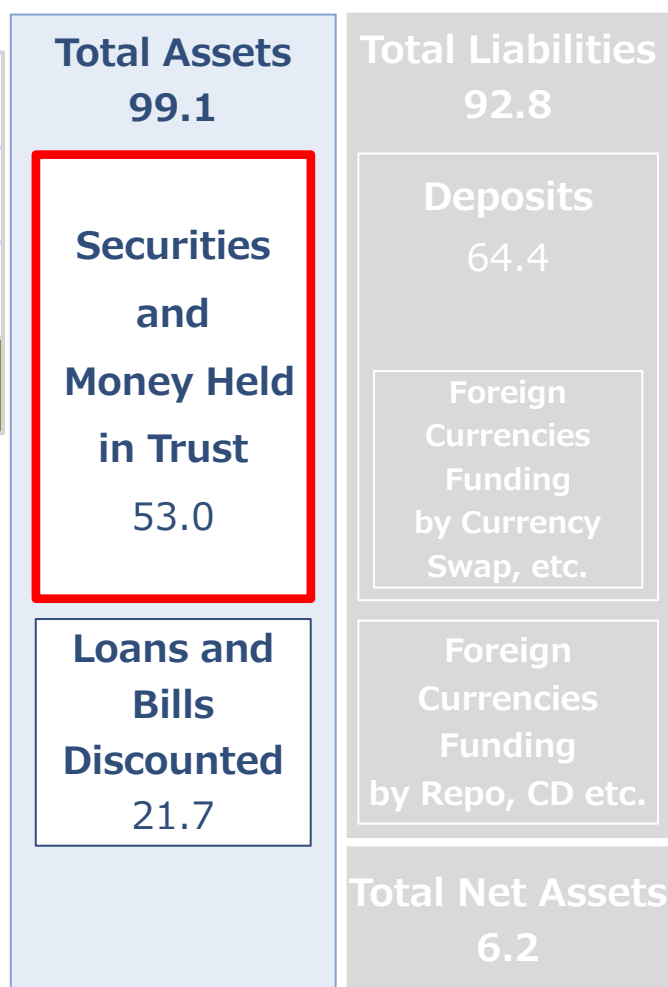 Total Assets
99.1
Securities
and
Money Held
in Trust
53.0
Loans and
Bills
Discounted
21.7
Total Liabilities
92.8
Deposits
64.4
Foreign
Currencies
Funding
by Currency
Swap, etc.
Foreign
Currencies
Funding
by Repo, CD etc.
Total Net Assets
6.2